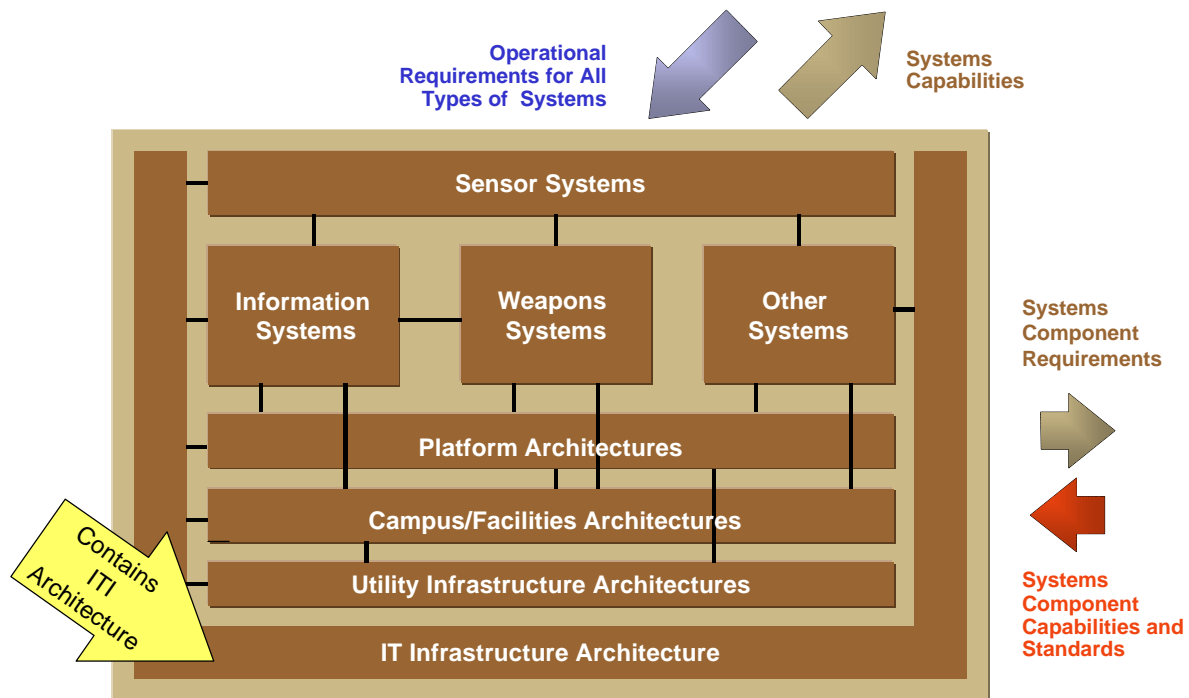 Operational
Requirements for All
Types of Systems
Systems
Capabilities
Sensor Systems
Information
Systems
Weapons
Systems
Other
Systems
Systems
Component
Requirements
Platform Architectures
Campus/Facilities Architectures
Contains
ITI
Architecture
Utility Infrastructure Architectures
Systems
Component
Capabilities and
Standards
IT Infrastructure Architecture